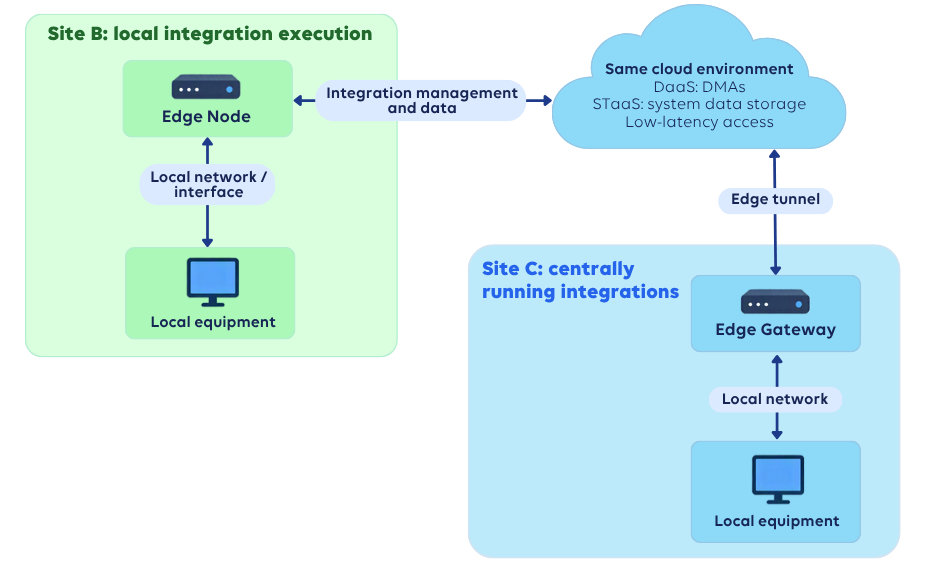 Site B: local integration execution
Edge Node
Local network /
interface
Local equipment
Integration management
and data
Same cloud environment
DaaS: DMAs
STaaS: system data storage
Low-latency access
Edge tunnel
Site C: centrally
running integrations
Edge Gateway
Local network
Local equipment